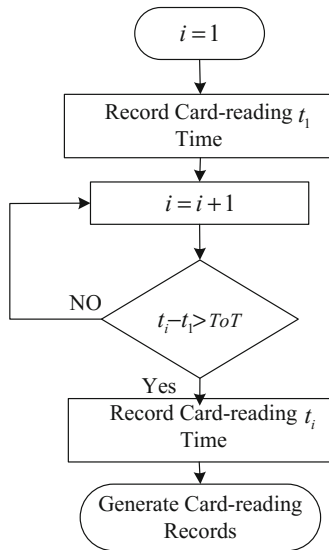 i=1
Record Card-reading t₁
Time
i=i+1
NO
tᵢ–t₁>ToT
Yes
Record Card-reading tᵢ
Time
Generate Card-reading
Records